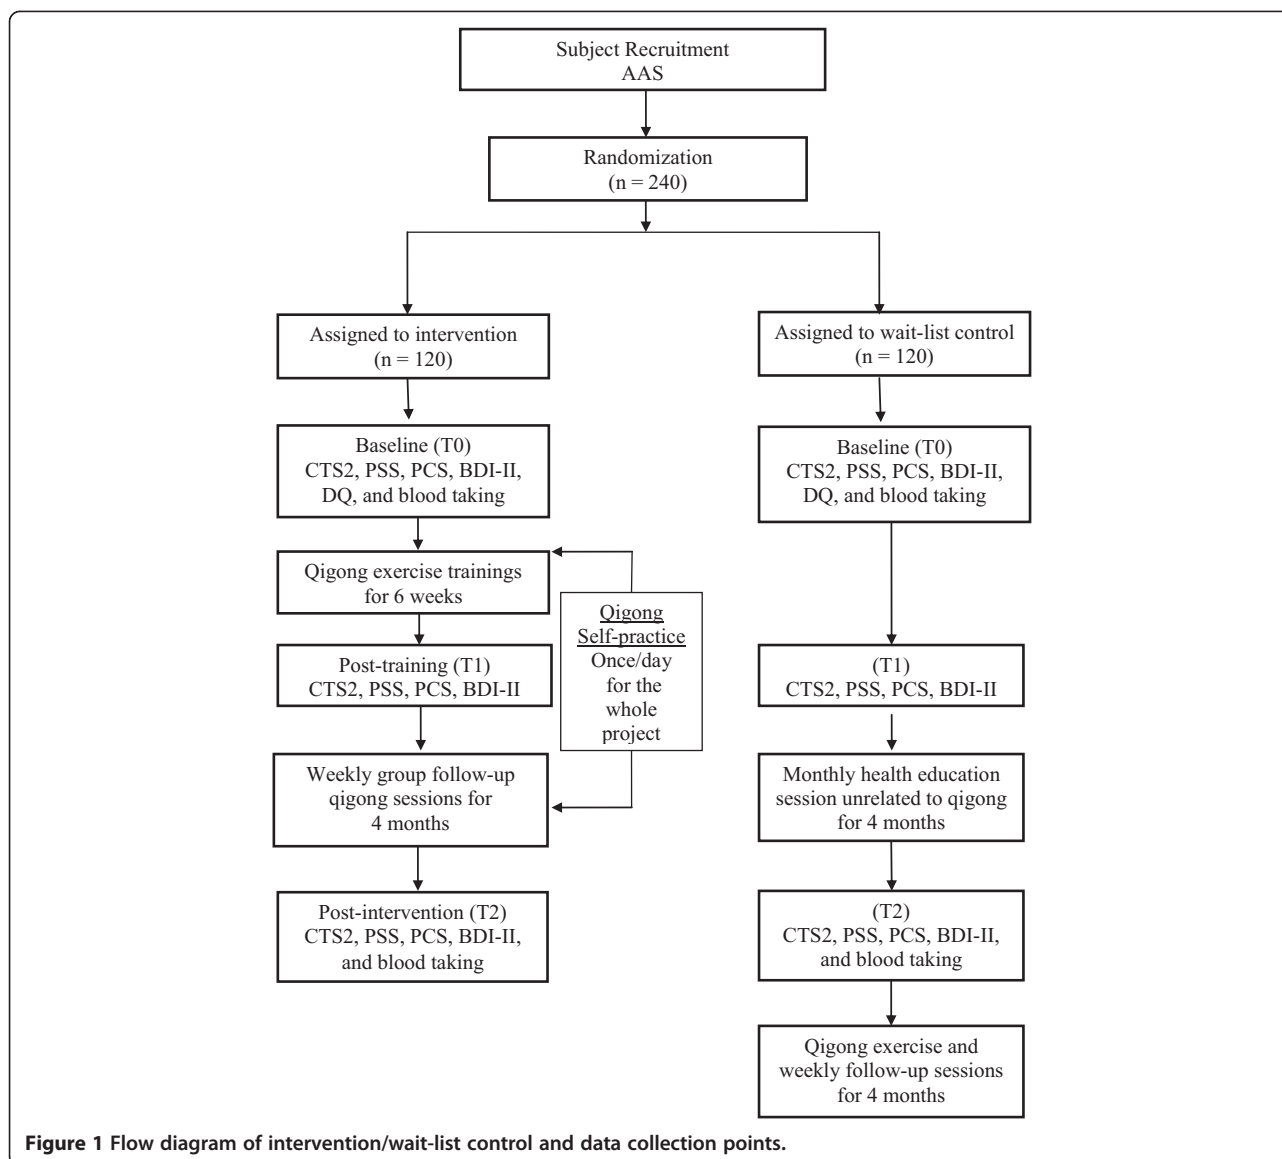 Subject Recruitment
AAS
Randomization
(n = 240)
Assigned to intervention
(n = 120)
Baseline (T0)
CTS2, PSS, PCS, BDI-II,
DQ, and blood taking
Qigong exercise trainings
for 6 weeks
Post-training (T1)
CTS2, PSS, PCS, BDI-II
Weekly group follow-up
qigong sessions for
4 months
Post-intervention (T2)
CTS2, PSS, PCS, BDI-II,
and blood taking
Qigong
Self-practice
Once/day
for the
whole
project
Assigned to wait-list control
(n = 120)
Baseline (T0)
CTS2, PSS, PCS, BDI-II,
DQ, and blood taking
(T1)
CTS2, PSS, PCS, BDI-II
Monthly health education
session unrelated to qigong
for 4 months
(T2)
CTS2, PSS, PCS, BDI-II,
and blood taking
Qigong exercise and
weekly follow-up sessions
for 4 months
Figure 1 Flow diagram of intervention/wait-list control and data collection points.